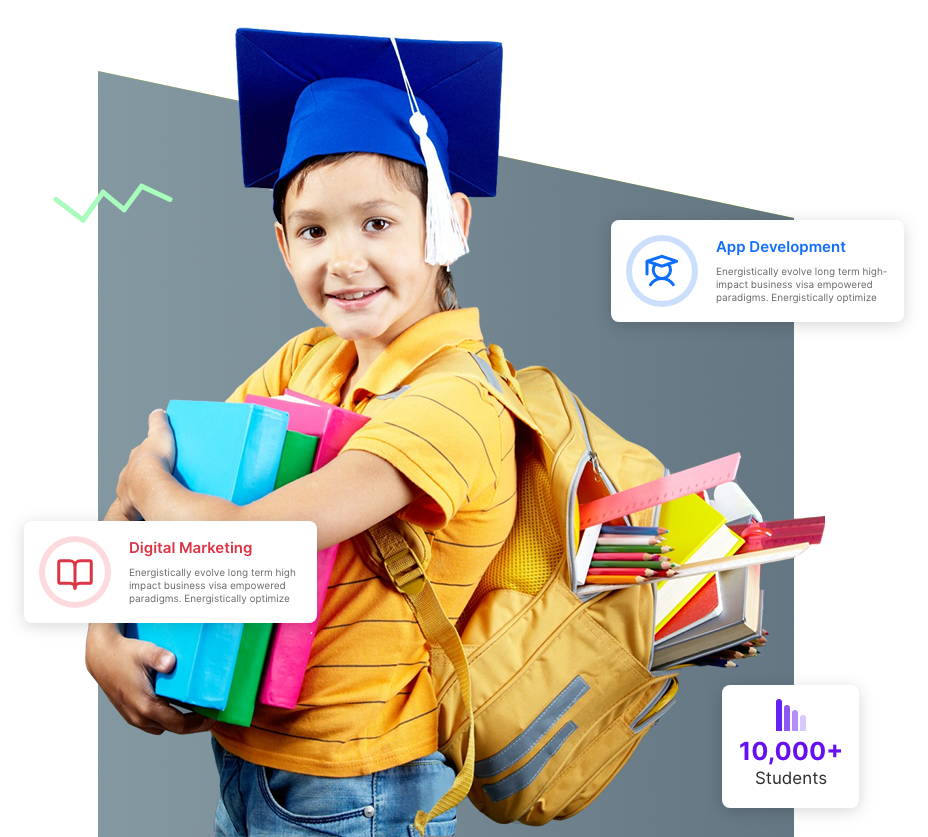 App Development
Energistically evolve long term high-
impact business visa empowered
paradigms. Energistically optimize
Digital Marketing
Energistically evolve long term high
impact business visa empowered
paradigms. Energistically optimize
10,000+
Students